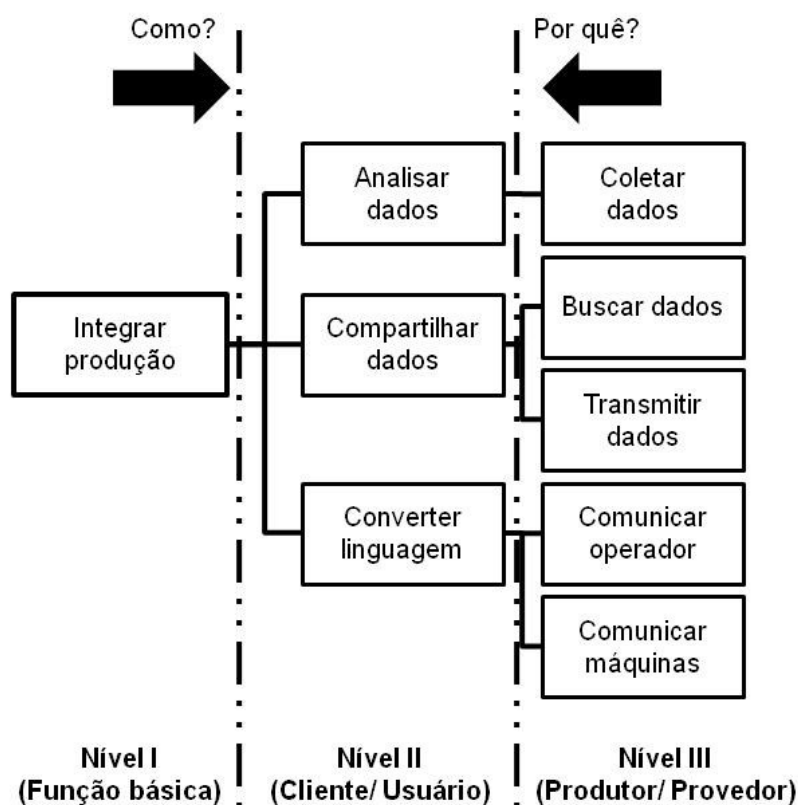 Como?
Por quê?
Analisar
dados
Coletar
dados
Integrar
produção
Compartilhar
dados
Buscar dados
Transmitir
dados
Converter
linguagem
Comunicar
operador
Comunicar
máquinas
Nível I
(Função básica)
Nível II
(Cliente/ Usuário)
Nível III
(Produtor/ Provedor)